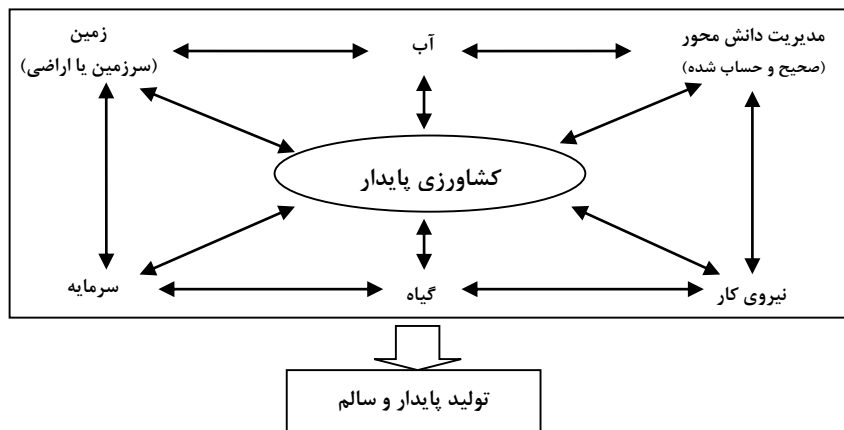 مدیریت دانش محور
(صحیح و حساب شده)
آب
زمین
(سرزمین یا اراضی)
کشاورزی پایدار
نیروی کار
گیاه
سرمایه
تولید پایدار و سالم